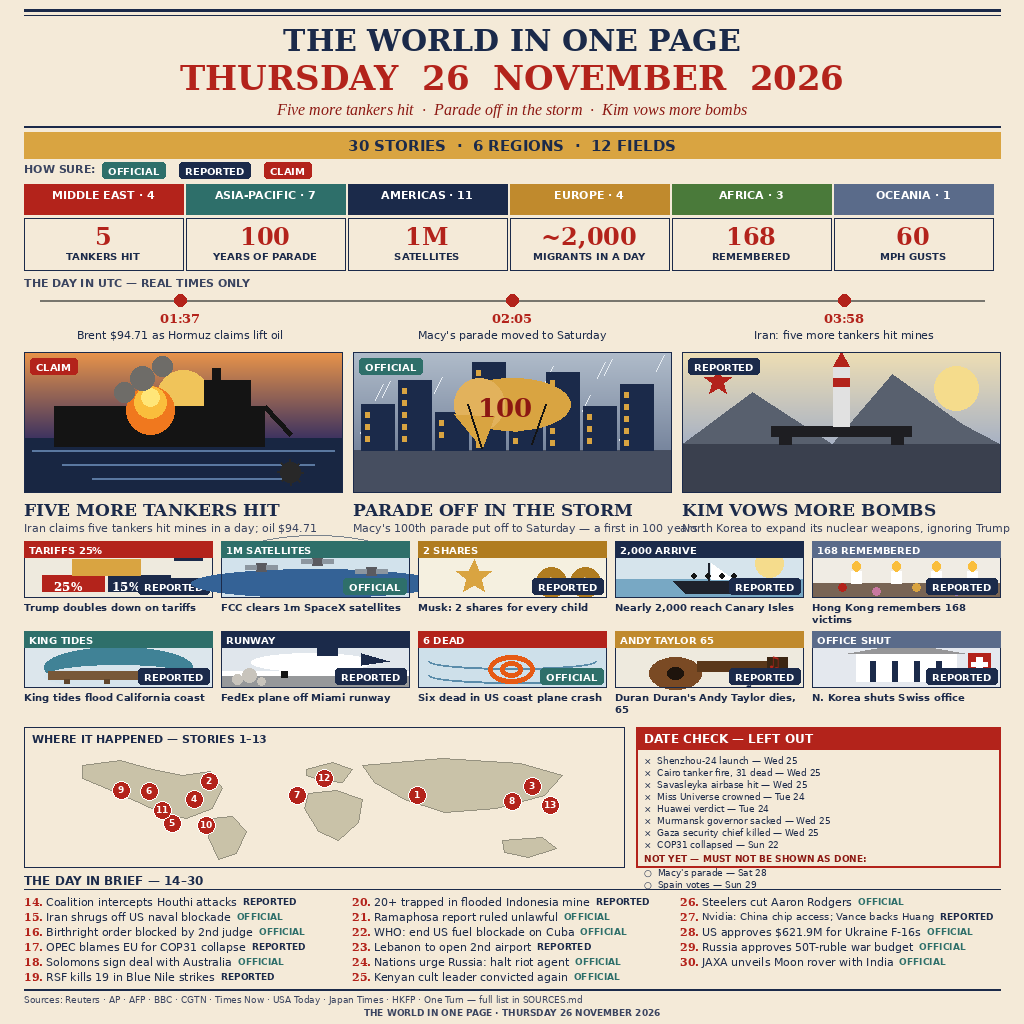 THE WORLD IN ONE PAGE
THURSDAY 26 NOVEMBER 2026
Five more tankers hit · Parade off in the storm · Kim vows more bombs
30 STORIES · 6 REGIONS · 12 FIELDS
HOW SURE: OFFICIAL REPORTED CLAIM
MIDDLE EAST · 4
ASIA-PACIFIC · 7
AMERICAS · 11
EUROPE · 4
AFRICA · 3
OCEANIA · 1
5
TANKERS HIT
100
YEARS OF PARADE
1M
SATELLITES
~2,000
MIGRANTS IN A DAY
168
REMEMBERED
60
MPH GUSTS
THE DAY IN UTC — REAL TIMES ONLY
01:37
Brent $94.71 as Hormuz claims lift oil
02:05
Macy's parade moved to Saturday
03:58
Iran: five more tankers hit mines
CLAIM
OFFICIAL
100
REPORTED
FIVE MORE TANKERS HIT
Iran claims five tankers hit mines in a day; oil $94.71
PARADE OFF IN THE STORM
Macy's 100th parade put off to Saturday — a first in 100 years
KIM VOWS MORE BOMBS
North Korea to expand its nuclear weapons, ignoring Trump
TARIFFS 25%
25%
15%
REPORTED
Trump doubles down on tariffs
1M SATELLITES
OFFICIAL
FCC clears 1m SpaceX satellites
2 SHARES
REPORTED
Musk: 2 shares for every child
2,000 ARRIVE
REPORTED
Nearly 2,000 reach Canary Isles
168 REMEMBERED
REPORTED
Hong Kong remembers 168
victims
KING TIDES
REPORTED
King tides flood California coast
RUNWAY
REPORTED
FedEx plane off Miami runway
6 DEAD
OFFICIAL
Six dead in US coast plane crash
ANDY TAYLOR 65
REPORTED
Duran Duran's Andy Taylor dies,
65
OFFICE SHUT
REPORTED
N. Korea shuts Swiss office
WHERE IT HAPPENED — STORIES 1–13
9
6
2
4
11
5
10
12
7
1
3
8
13
DATE CHECK — LEFT OUT
× Shenzhou-24 launch — Wed 25
× Cairo tanker fire, 31 dead — Wed 25
× Savasleyka airbase hit — Wed 25
× Miss Universe crowned — Tue 24
× Huawei verdict — Tue 24
× Murmansk governor sacked — Wed 25
× Gaza security chief killed — Wed 25
× COP31 collapsed — Sun 22
NOT YET — MUST NOT BE SHOWN AS DONE:
○ Macy's parade — Sat 28
○ Spain votes — Sun 29
THE DAY IN BRIEF — 14–30
14. Coalition intercepts Houthi attacks REPORTED
15. Iran shrugs off US naval blockade OFFICIAL
16. Birthright order blocked by 2nd judge OFFICIAL
17. OPEC blames EU for COP31 collapse REPORTED
18. Solomons sign deal with Australia OFFICIAL
19. RSF kills 19 in Blue Nile strikes REPORTED
20. 20+ trapped in flooded Indonesia mine REPORTED
21. Ramaphosa report ruled unlawful OFFICIAL
22. WHO: end US fuel blockade on Cuba OFFICIAL
23. Lebanon to open 2nd airport REPORTED
24. Nations urge Russia: halt riot agent OFFICIAL
25. Kenyan cult leader convicted again OFFICIAL
26. Steelers cut Aaron Rodgers OFFICIAL
27. Nvidia: China chip access; Vance backs Huang REPORTED
28. US approves $621.9M for Ukraine F-16s OFFICIAL
29. Russia approves 50T-ruble war budget OFFICIAL
30. JAXA unveils Moon rover with India OFFICIAL
Sources: Reuters · AP · AFP · BBC · CGTN · Times Now · USA Today · Japan Times · HKFP · One Turn — full list in SOURCES.md
THE WORLD IN ONE PAGE · THURSDAY 26 NOVEMBER 2026